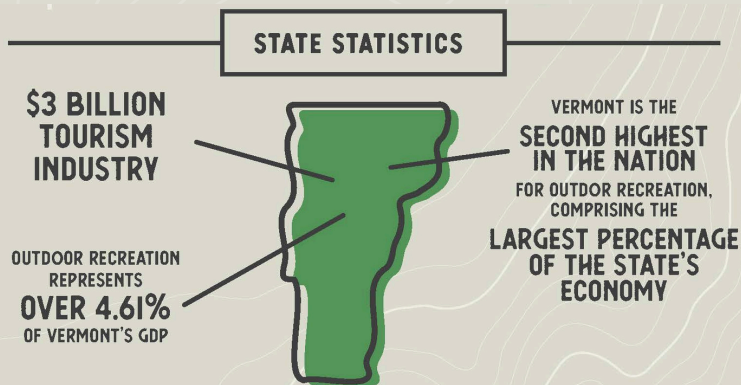 STATE STATISTICS
$3 BILLION
TOURISM
INDUSTRY
OUTDOOR RECREATION
REPRESENTS
OVER 4.61%
OF VERMONT'S GDP
VERMONT IS THE
SECOND HIGHEST
IN THE NATION
FOR OUTDOR RECREATION,
COMPRISING THE
LARGEST PERCENTAGE
OF THE STATE'S
ECONOMY